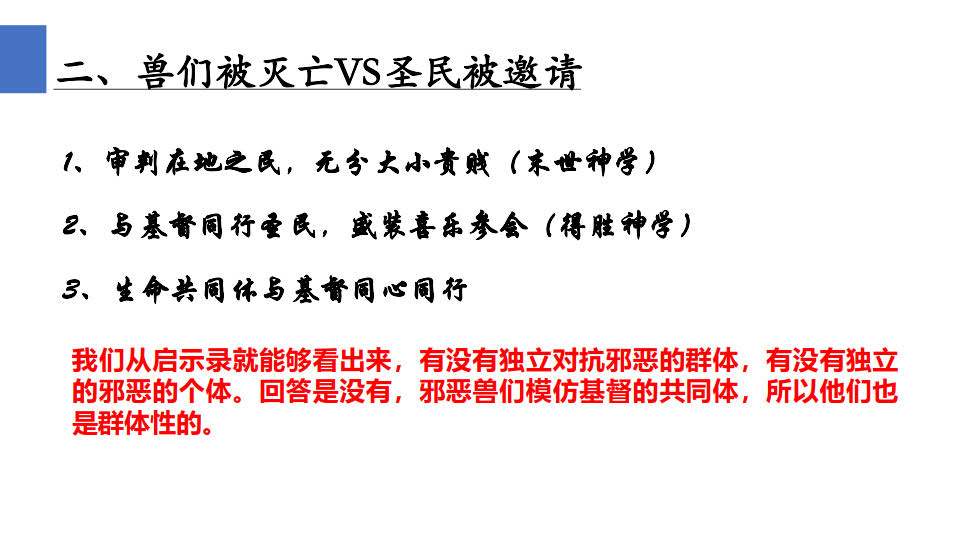 二、兽们被灭亡VS圣民被邀请
1、审判在地之民，无分大小贵贱（末世神学）
2、与基督同行圣民，盛装喜乐参会（得胜神学）
3、生命共同体与基督同心同行
我们从启示录就能够看出来，有没有独立对抗邪恶的群体，有没有独立
的邪恶的个体。回答是没有，邪恶兽们模仿基督的共同体，所以他们也
是群体性的。